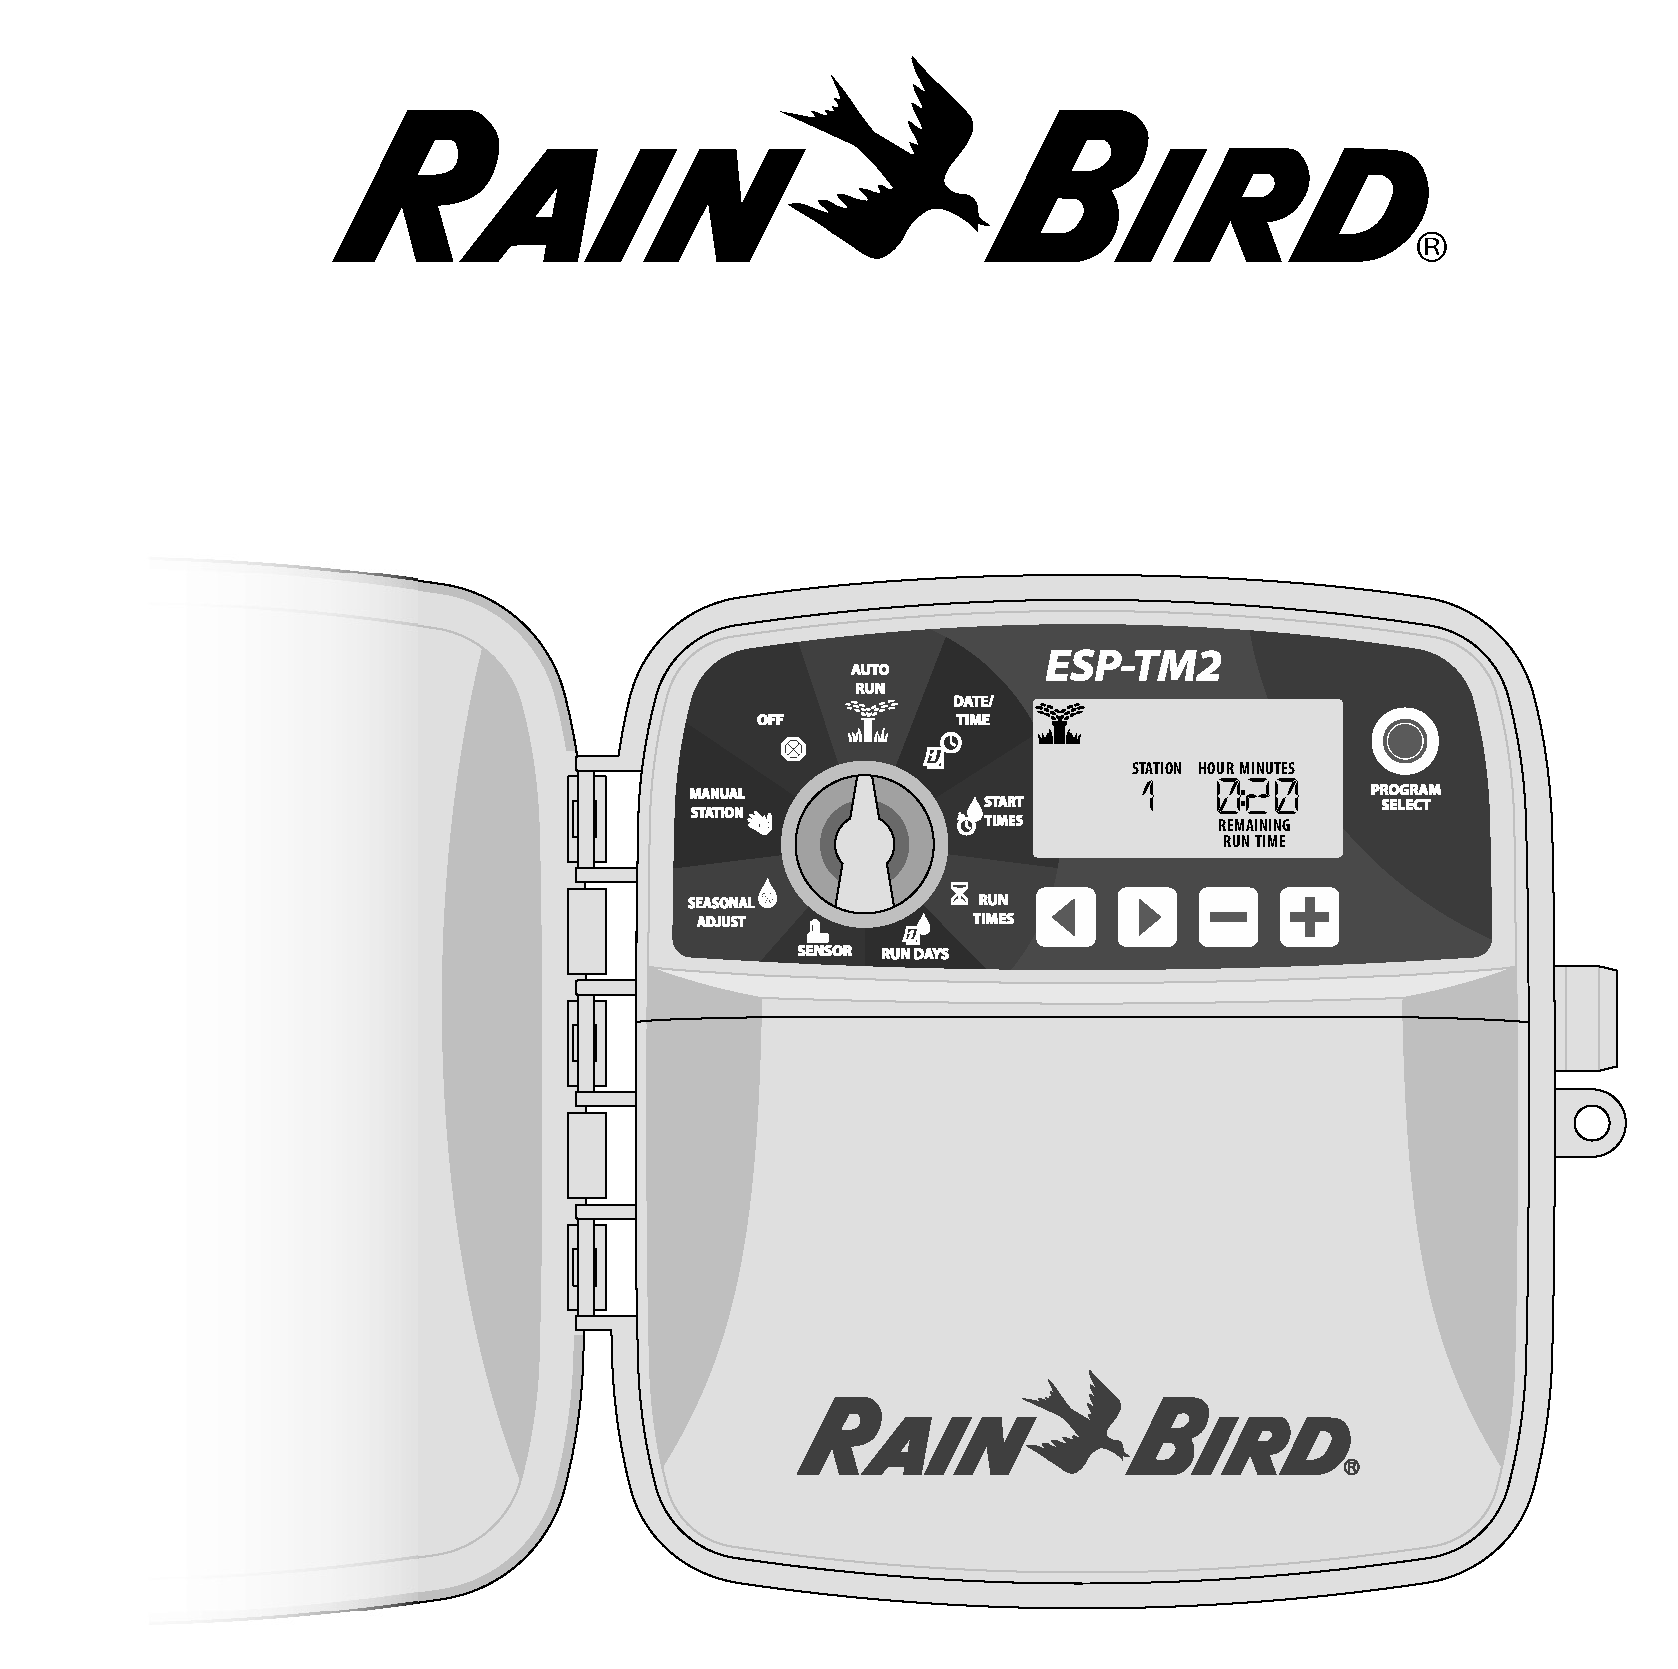 RAIN BIRD®
ESP-TM2
AUTO
RUN
DATE/
TIME
OFF
STATION HOUR MINUTES
1 0:20
REMAINING
RUN TIME
PROGRAM
SELECT
MANUAL
STATION
START
TIMES
SEASONAL
ADJUST
RUN
TIMES
SENSOR
RUN DAYS
RAIN BIRD®